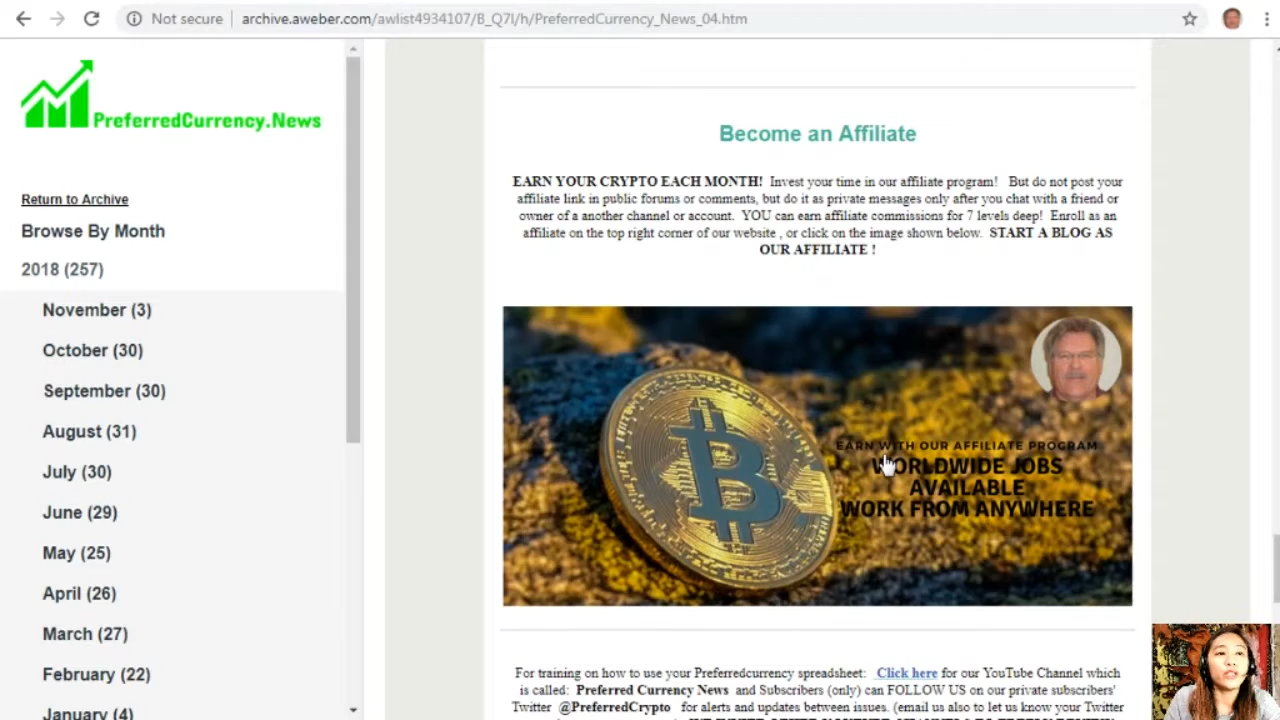 Not secure
archive.aweber.com/awlist4934107/B_Q7I/h/PreferredCurrency_News_04.htm
PreferredCurrency.News
Return to Archive
Browse By Month
2018 (257)
November (3)
October (30)
September (30)
August (31)
July (30)
June (29)
May (25)
April (26)
March (27)
February (22)
January (4)
Become an Affiliate
EARN YOUR CRYPTO EACH MONTH! Invest your time in our affiliate program! But do not post your
affiliate link in public forums or comments, but do it as private messages only after you chat with a friend or
owner of a another channel or account. YOU can earn affiliate commissions for 7 levels deep! Enroll as an
affiliate on the top right corner of our website , or click on the image shown below. START A BLOG AS
OUR AFFILIATE !
EARN WITH OUR AFFILIATE PROGRAM
WORLDWIDE JOBS
AVAILABLE
WORK FROM ANYWHERE
For training on how to use your Preferredcurrency spreadsheet: Click here for our YouTube Channel which
is called: Preferred Currency News and Subscribers (only) can FOLLOW US on our private subscribers'
Twitter @PreferredCrypto for alerts and updates between issues. (email us also to let us know your Twitter